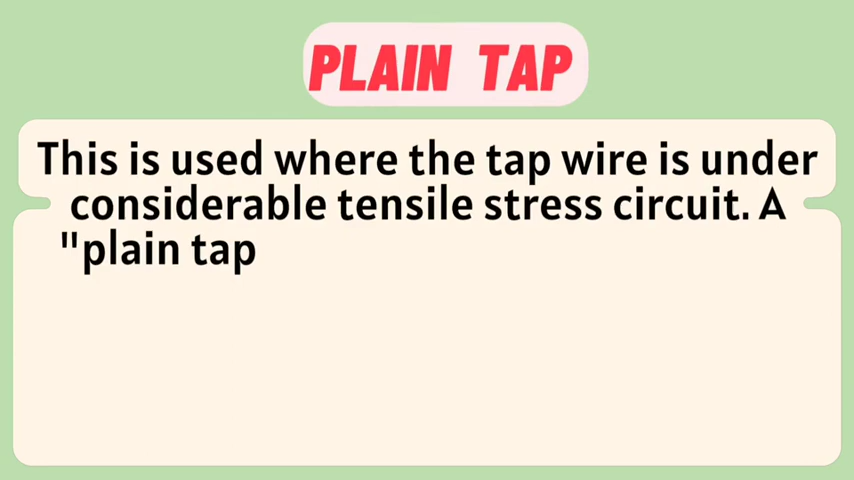 PLAIN TAP
This is used where the tap wire is under
considerable tensile stress circuit. A
"plain tap